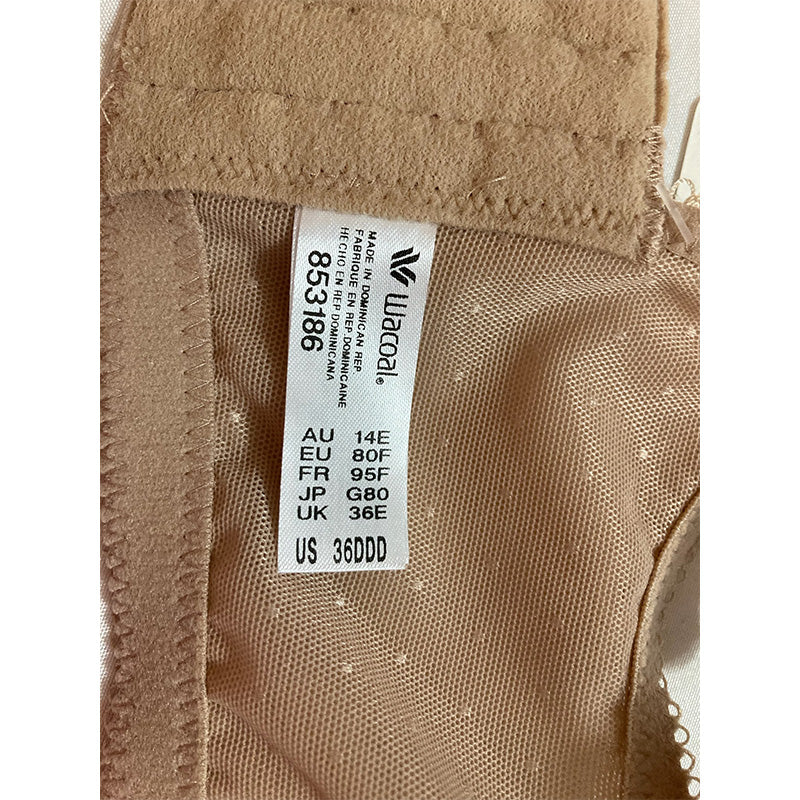 wacoal®
MADE IN DOMINICAN REP
FABRIQUE EN REP DOMINICAINE
HECHO EN REP DOMINICANA
853186
AU 14E
EU 80F
FR 95F
JP G80
UK 36E
US 36DDD